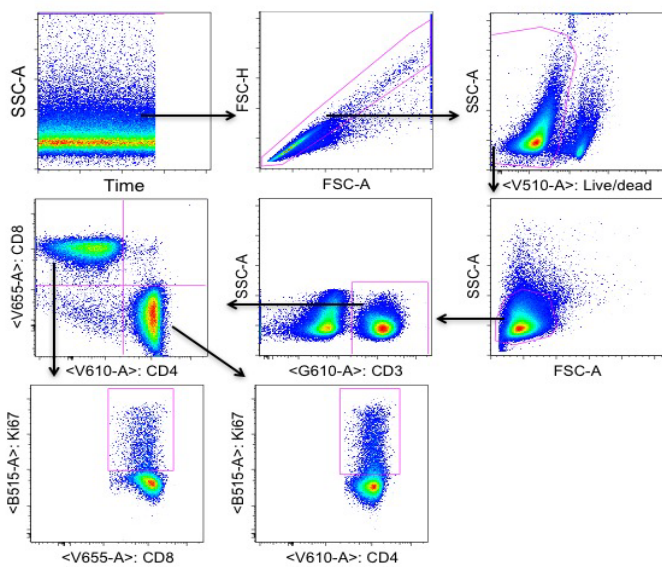 SSC-A
Time
FSC-H
FSC-A
SSC-A
<V510-A>: Live/dead
<V655-A>: CD8
<V610-A>: CD4
SSC-A
<G610-A>: CD3
SSC-A
FSC-A
<B515-A>: Ki67
<V655-A>: CD8
<B515-A>: Ki67
<V610-A>: CD4